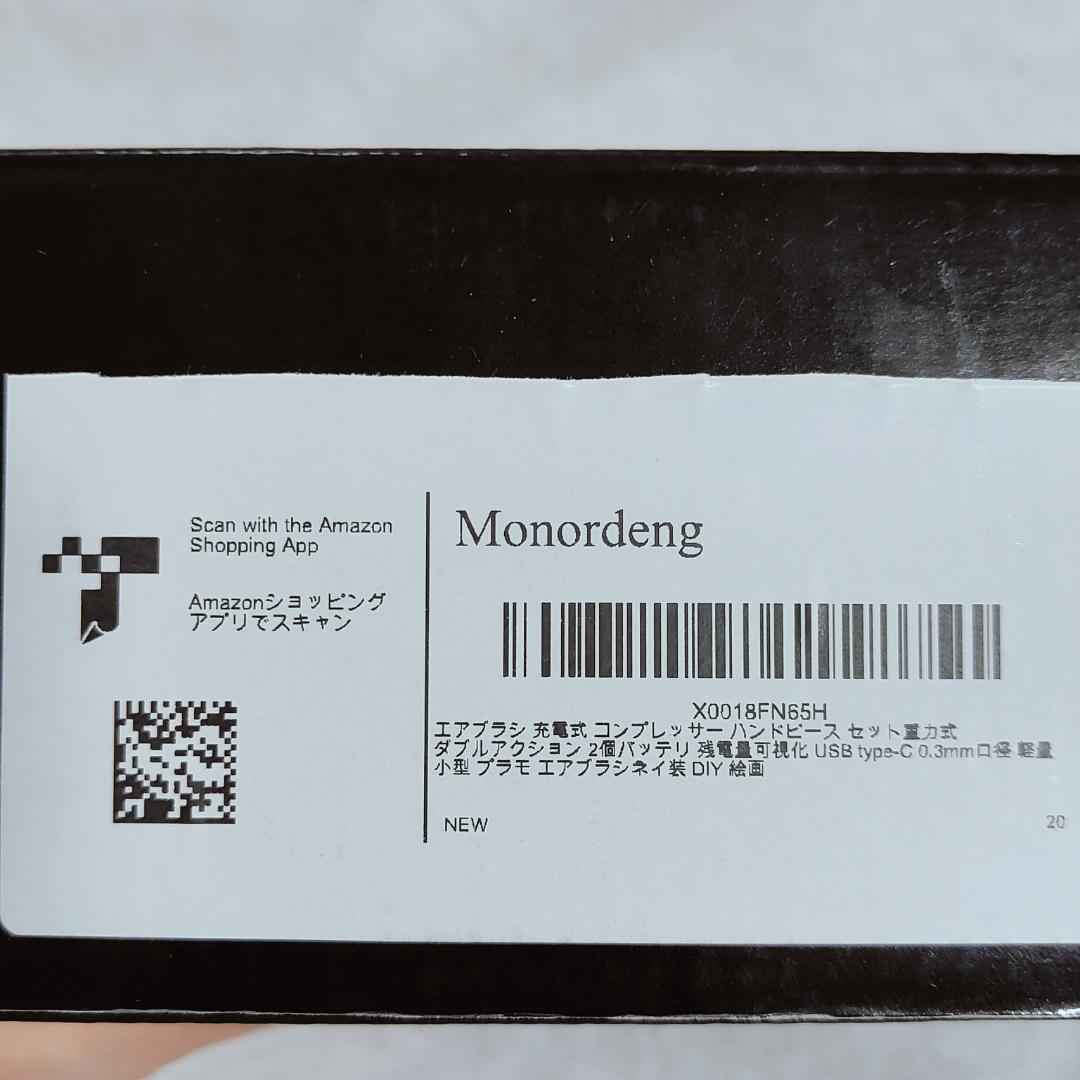 Scan with the Amazon
Shopping App
Amazonショッピング
アプリでスキャン
Monordeng
X0018FN65H
エアブラシ 充電式 コンプレッサー ハンドピース セット重力式
ダブルアクション 2個バッテリ 残電量可視化 USB type-C 0.3mm口径 軽量
小型 プラモ エアブラシネイ装 DIY 絵画
NEW
20